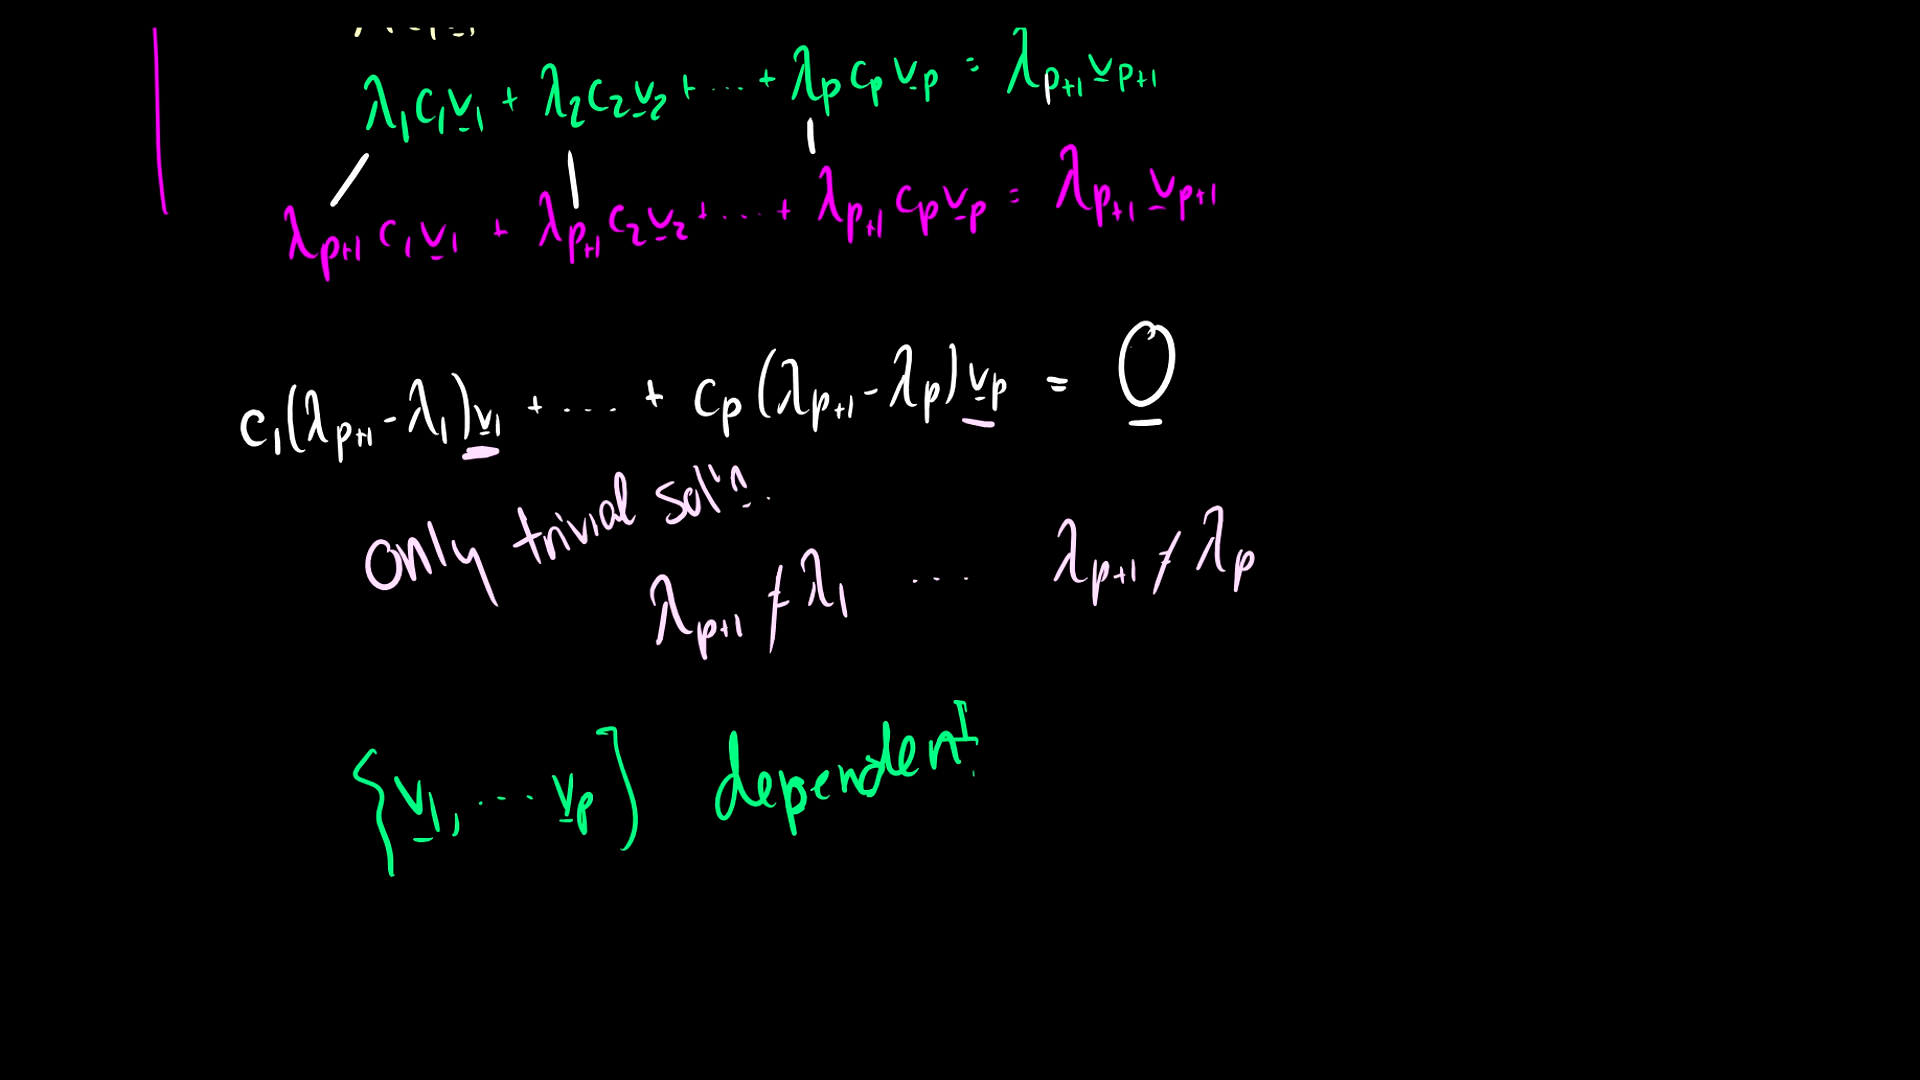 λ₁c₁v₁ + λ₂c₂v₂ + ... + λₚcₚvₚ = λₚ₊₁vₚ₊₁
λₚ₊₁c₁v₁ + λₚ₊₁c₂v₂ + ... + λₚ₊₁cₚvₚ = λₚ₊₁vₚ₊₁
c₁(λₚ₊₁ - λ₁)v₁ + ... + cₚ(λₚ₊₁ - λₚ)vₚ = 0
only trivial sol'n.
λₚ₊₁ ≠ λ₁ ... λₚ₊₁ ≠ λₚ
{v₁, ... vₚ} dependent